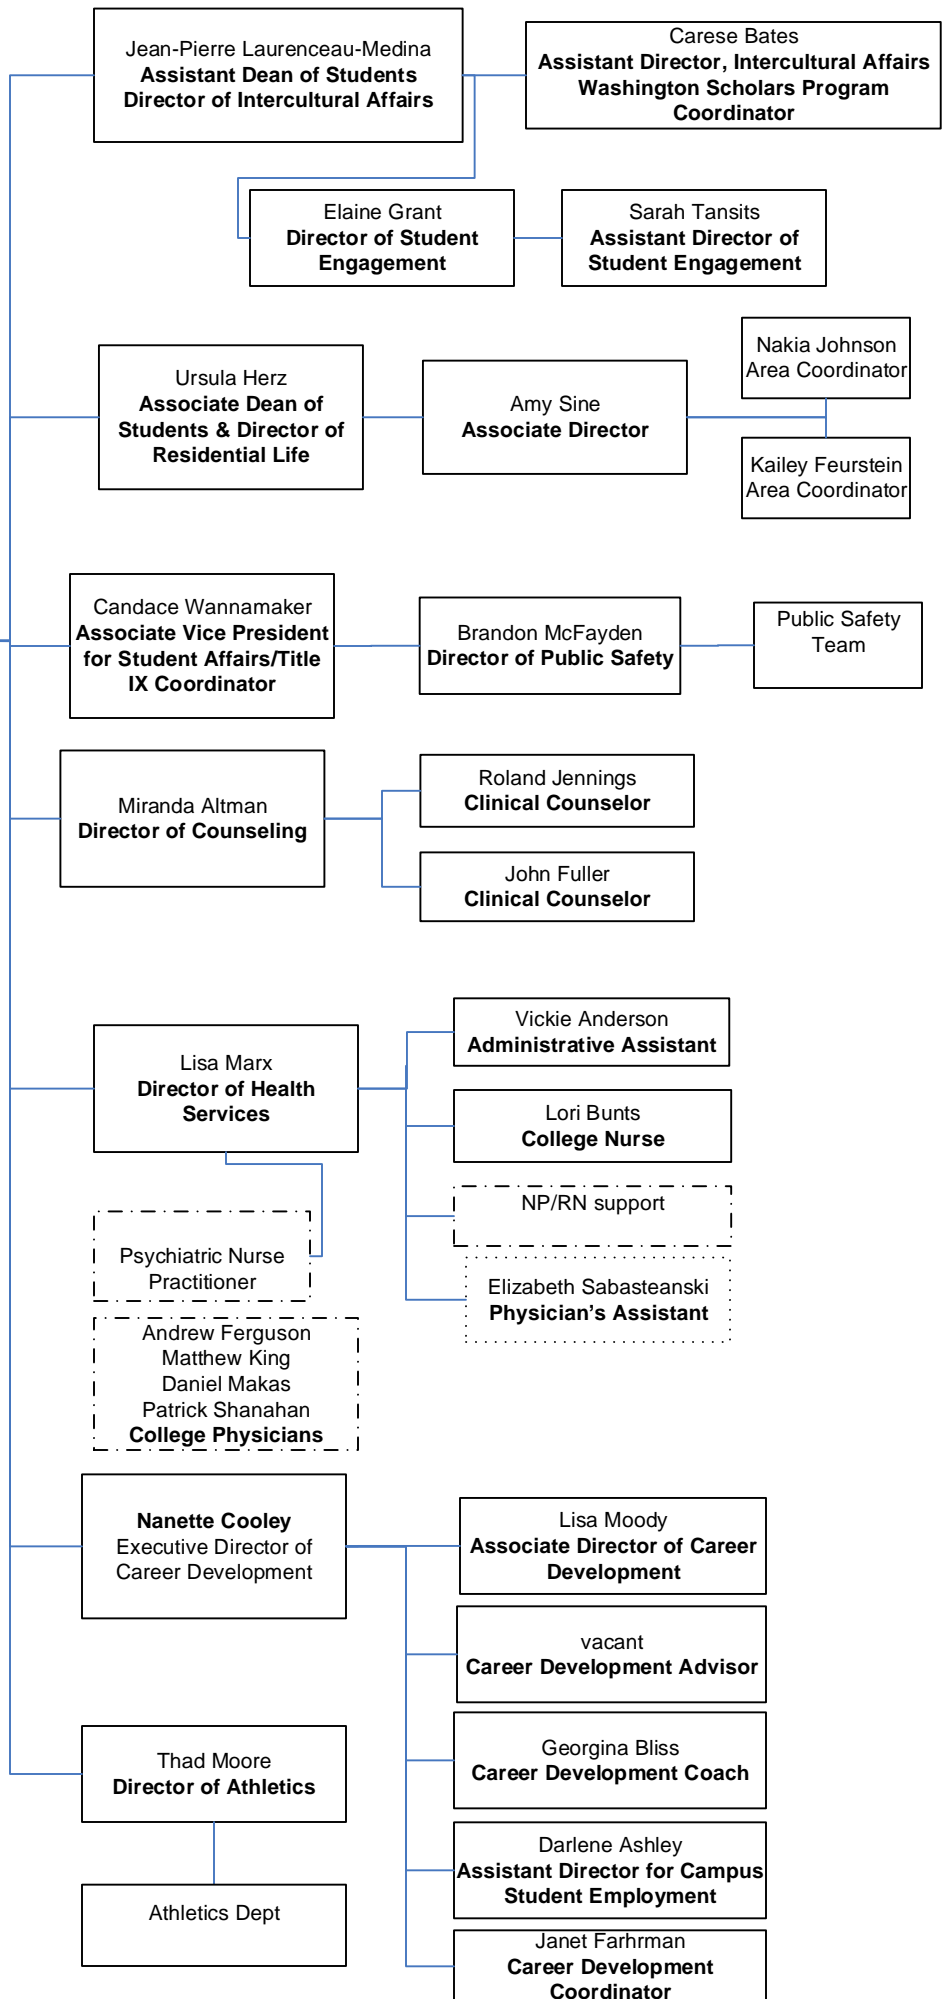 Jean-Pierre Laurenceau-Medina
Assistant Dean of Students
Director of Intercultural Affairs
Carese Bates
Assistant Director, Intercultural Affairs
Washington Scholars Program
Coordinator
Elaine Grant
Director of Student
Engagement
Sarah Tansits
Assistant Director of
Student Engagement
Ursula Herz
Associate Dean of
Students & Director of
Residential Life
Amy Sine
Associate Director
Nakia Johnson
Area Coordinator
Kailey Feurstein
Area Coordinator
Candace Wannamaker
Associate Vice President
for Student Affairs/Title
IX Coordinator
Brandon McFayden
Director of Public Safety
Public Safety
Team
Miranda Altman
Director of Counseling
Roland Jennings
Clinical Counselor
John Fuller
Clinical Counselor
Lisa Marx
Director of Health
Services
Vickie Anderson
Administrative Assistant
Lori Bunts
College Nurse
NP/RN support
Elizabeth Sabasteanski
Physician's Assistant
Psychiatric Nurse
Practitioner
Andrew Ferguson
Matthew King
Daniel Makas
Patrick Shanahan
College Physicians
Nanette Cooley
Executive Director of
Career Development
Lisa Moody
Associate Director of Career
Development
vacant
Career Development Advisor
Georgina Bliss
Career Development Coach
Darlene Ashley
Assistant Director for Campus
Student Employment
Janet Farhrman
Career Development
Coordinator
Thad Moore
Director of Athletics
Athletics Dept